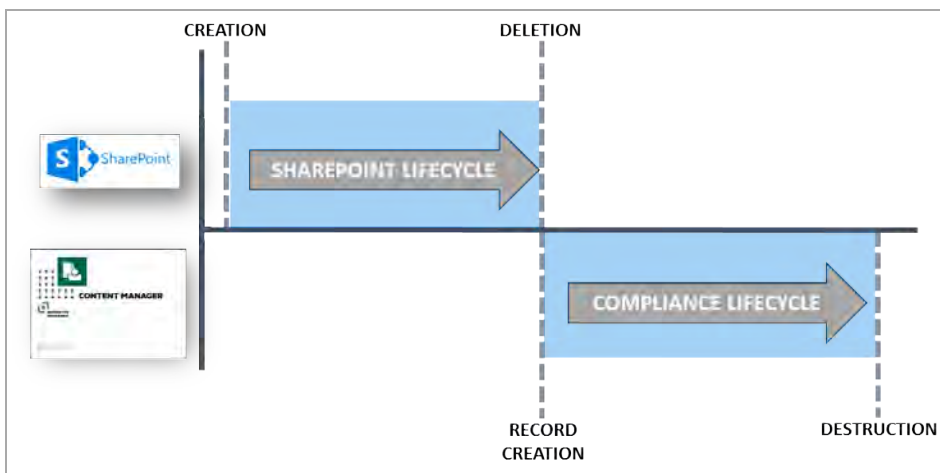 CREATION
DELETION
S
SharePoint
SHAREPOINT LIFECYCLE
CONTENT MANAGER
COMPLIANCE LIFECYCLE
RECORD
CREATION
DESTRUCTION